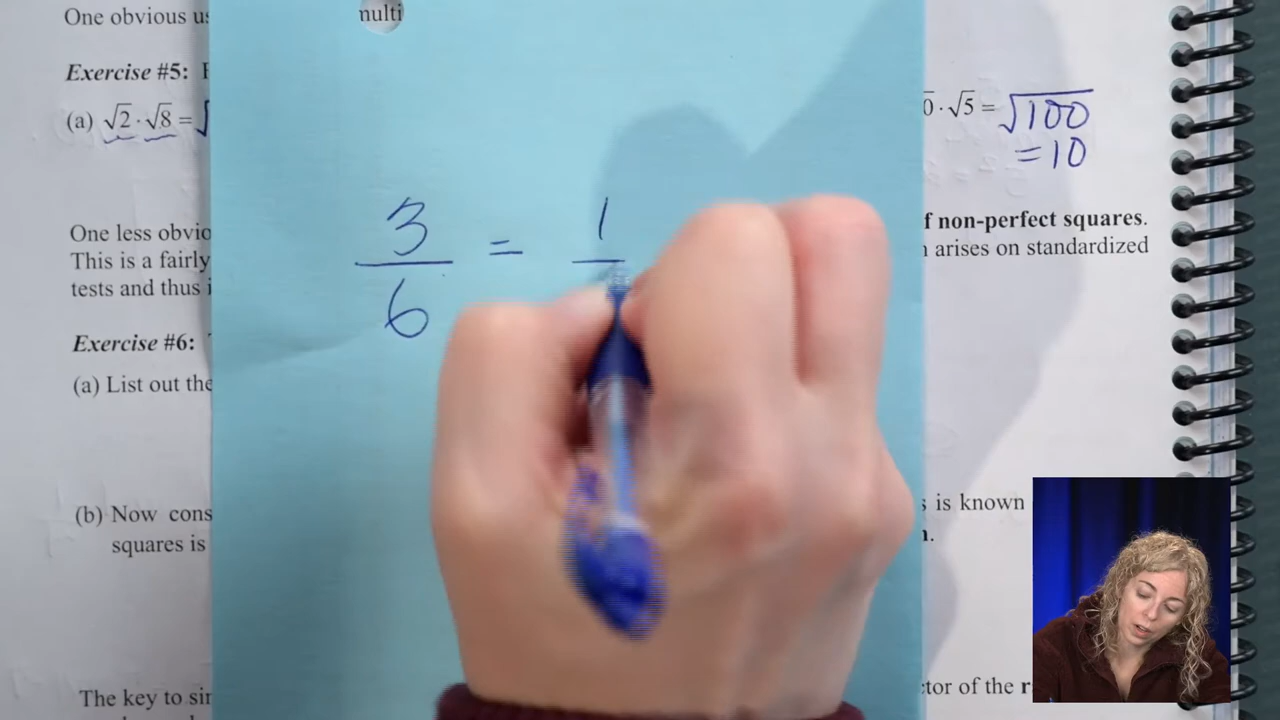 One obvious us
multi
Exercise #5:
(a) √2 · √8 = √
0 · √5 = √100
= 10
3/6 = 1/
One less obvio
f non-perfect squares.
This is a fairly
arises on standardized
tests and thus i
Exercise #6:
(a) List out the
(b) Now cons
s is known
squares is
The key to sir
tor of the r